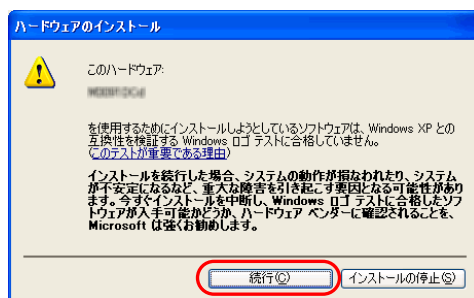 ハードウェアのインストール
このハードウェア:
を使用するためにインストールしようとしているソフトウェアは、Windows XP との
互換性を検証する Windows ロゴ テストに合格していません。
(このテストが重要である理由)
インストールを続行した場合、システムの動作が損なわれたり、システム
が不安定になるなど、重大な障害を引き起こす要因となる可能性があり
ます。今すぐインストールを中断し、Windows ロゴ テストに合格したソフ
トウェアが入手可能かどうか、ハードウェア ベンダーに確認されることを、
Microsoft は強くお勧めします。
続行(C)
インストールの停止(S)